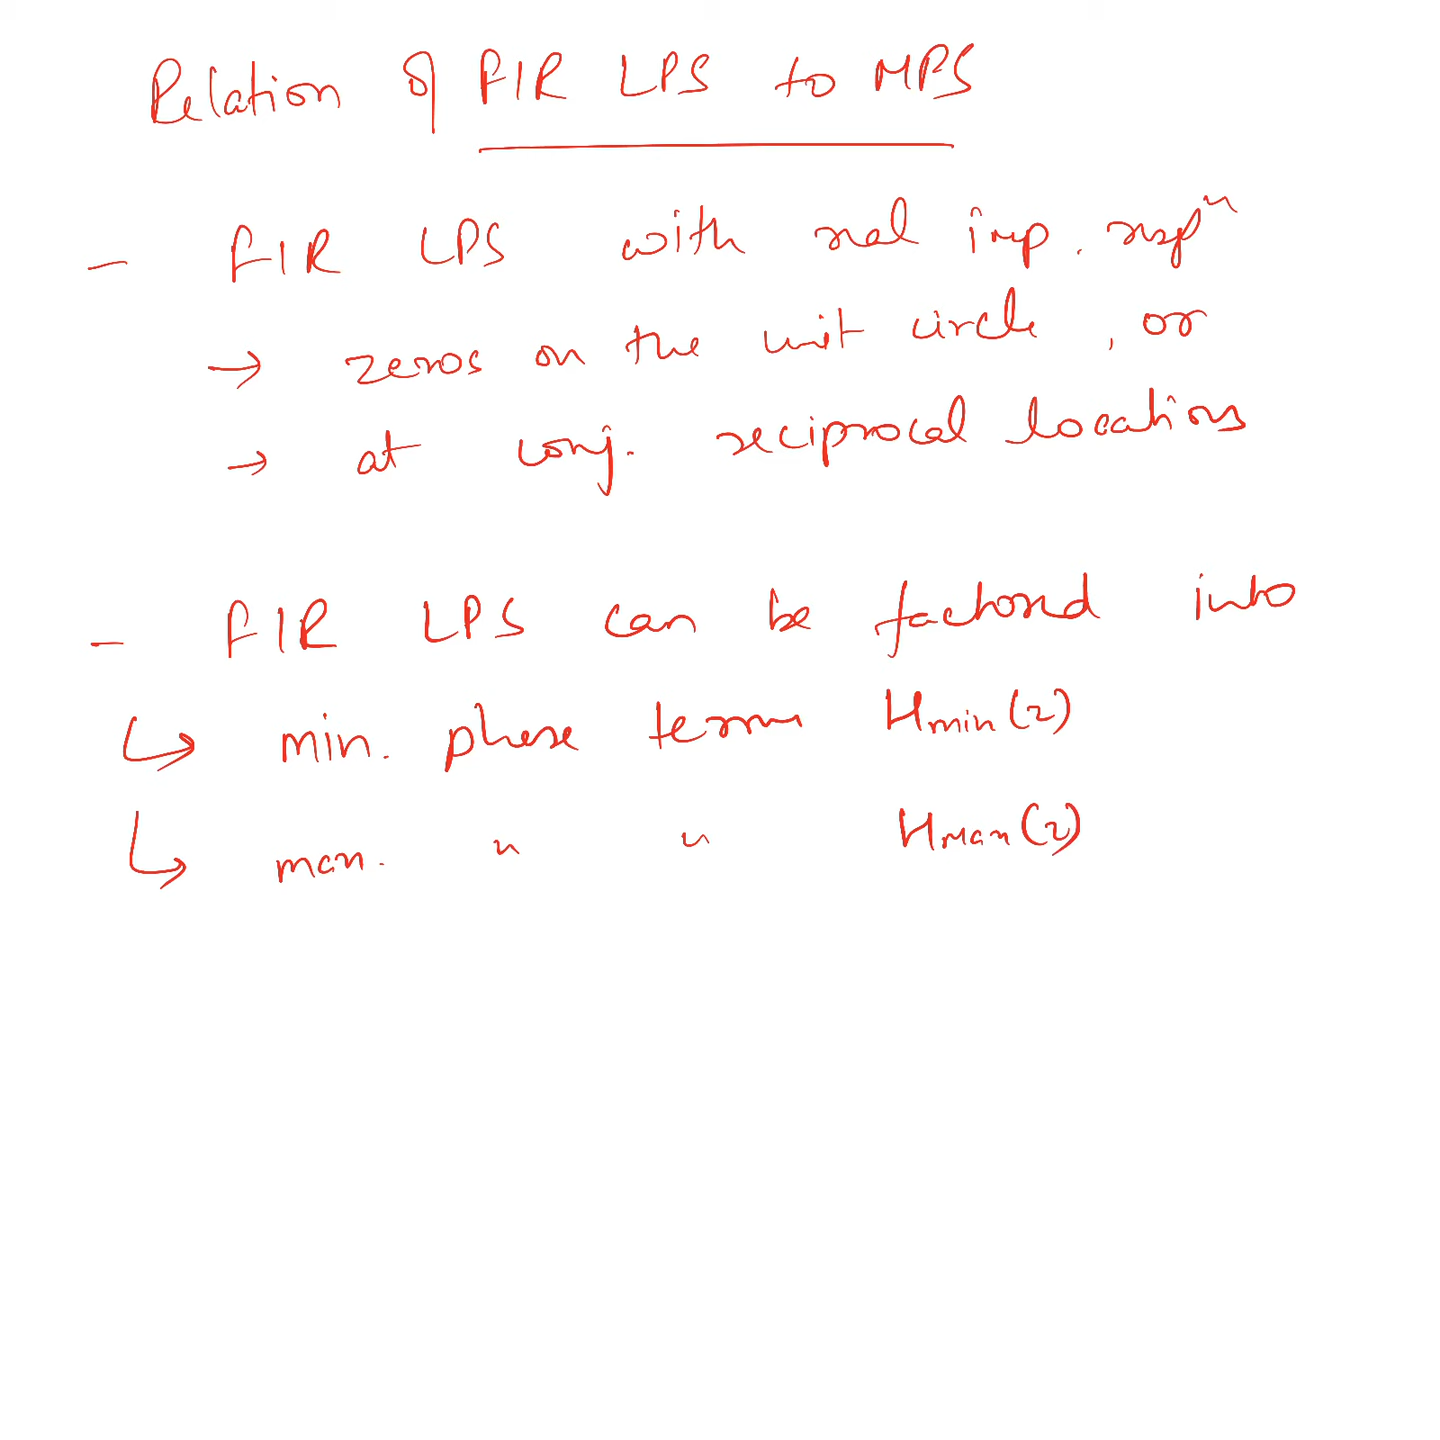 Relation of FIR LPS to MPS
- FIR LPS with real imp. respⁿ
→ zeros on the unit circle, or
→ at conj. reciprocal locations
- FIR LPS can be factored into
↳ min. phase term Hmin(z)
↳ max. " " Hmax(z)